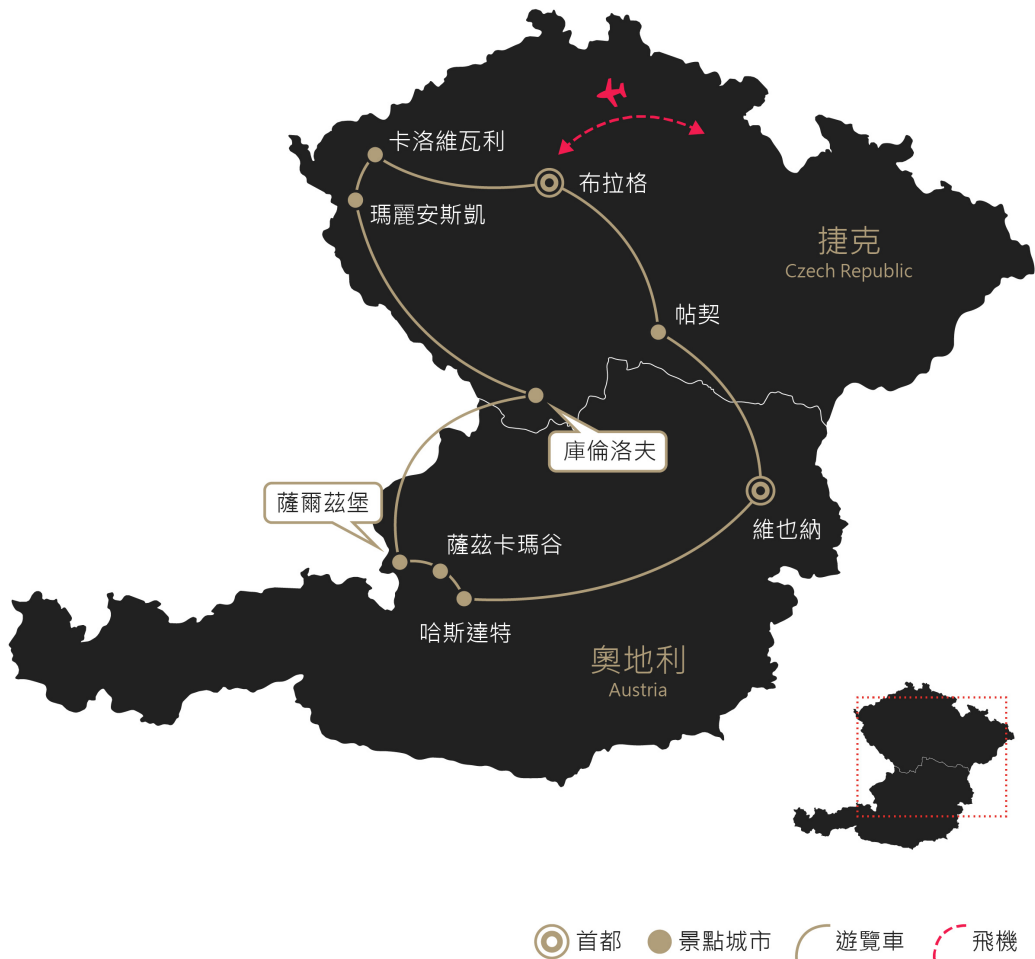 卡洛維瓦利
布拉格
瑪麗安斯凱
捷克
Czech Republic
帖契
庫倫洛夫
薩爾茲堡
維也納
薩茲卡瑪谷
哈斯達特
奧地利
Austria
首都
景點城市
遊覽車
飛機